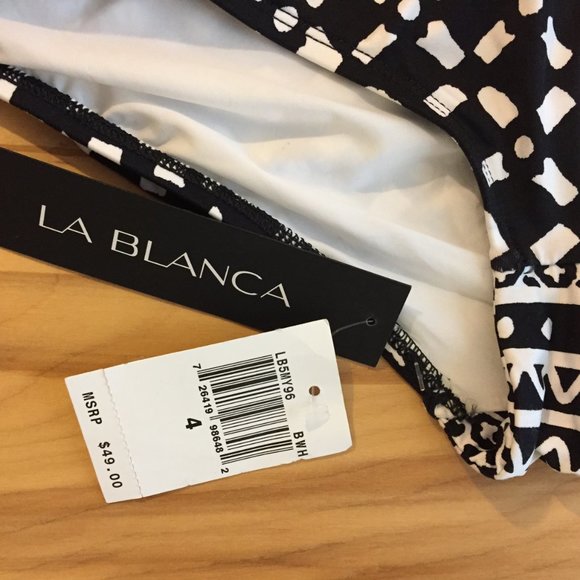 LA BLANCA
LB5MY96 BWH
7 26419 98648 2
4
MSRP $49.00